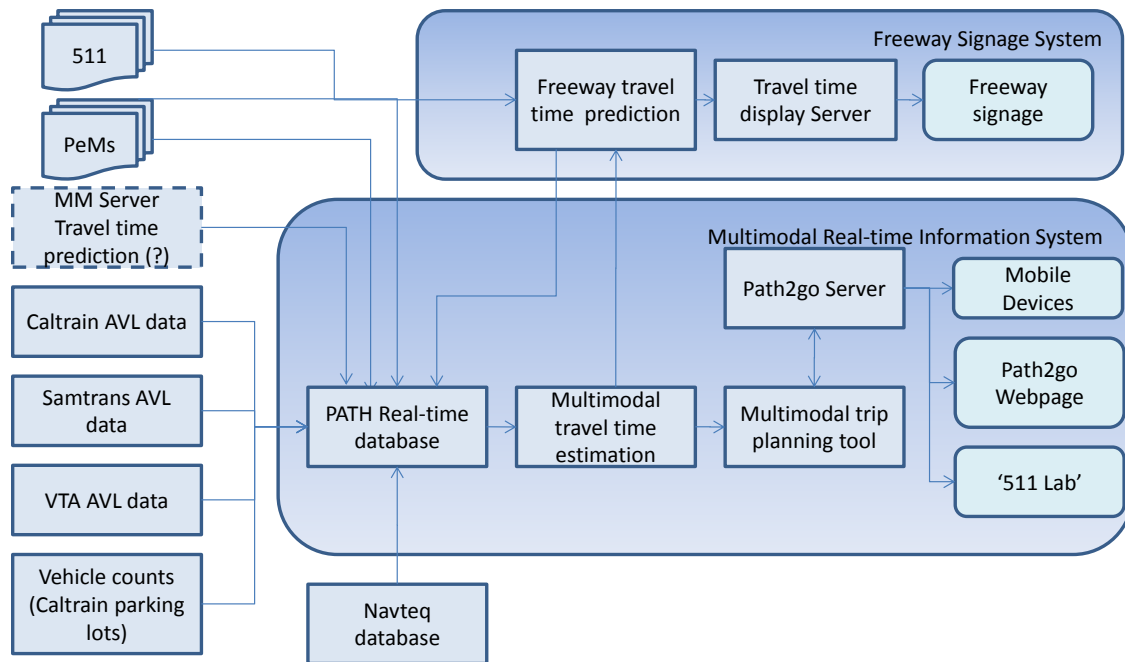 511
PeMs
MM Server
Travel time
prediction (?)
Caltrain AVL data
Samtrans AVL
data
VTA AVL data
Vehicle counts
(Caltrain parking
lots)
Freeway Signage System
Freeway travel
time prediction
Travel time
display Server
Freeway
signage
Multimodal Real-time Information System
Path2go Server
Mobile
Devices
Path2go
Webpage
‘511 Lab’
PATH Real-time
database
Multimodal
travel time
estimation
Multimodal trip
planning tool
Navteq
database